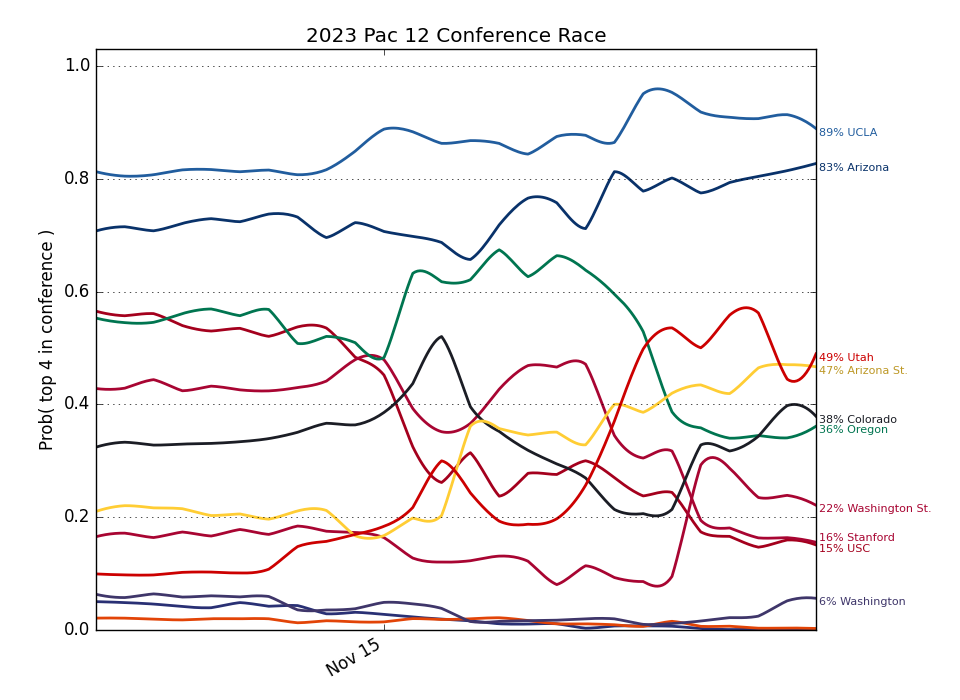 2023 Pac 12 Conference Race
Prob( top 4 in conference )
1.0
0.8
0.6
0.4
0.2
0.0
Nov 15
89% UCLA
83% Arizona
49% Utah
47% Arizona St.
38% Colorado
36% Oregon
22% Washington St.
16% Stanford
15% USC
6% Washington